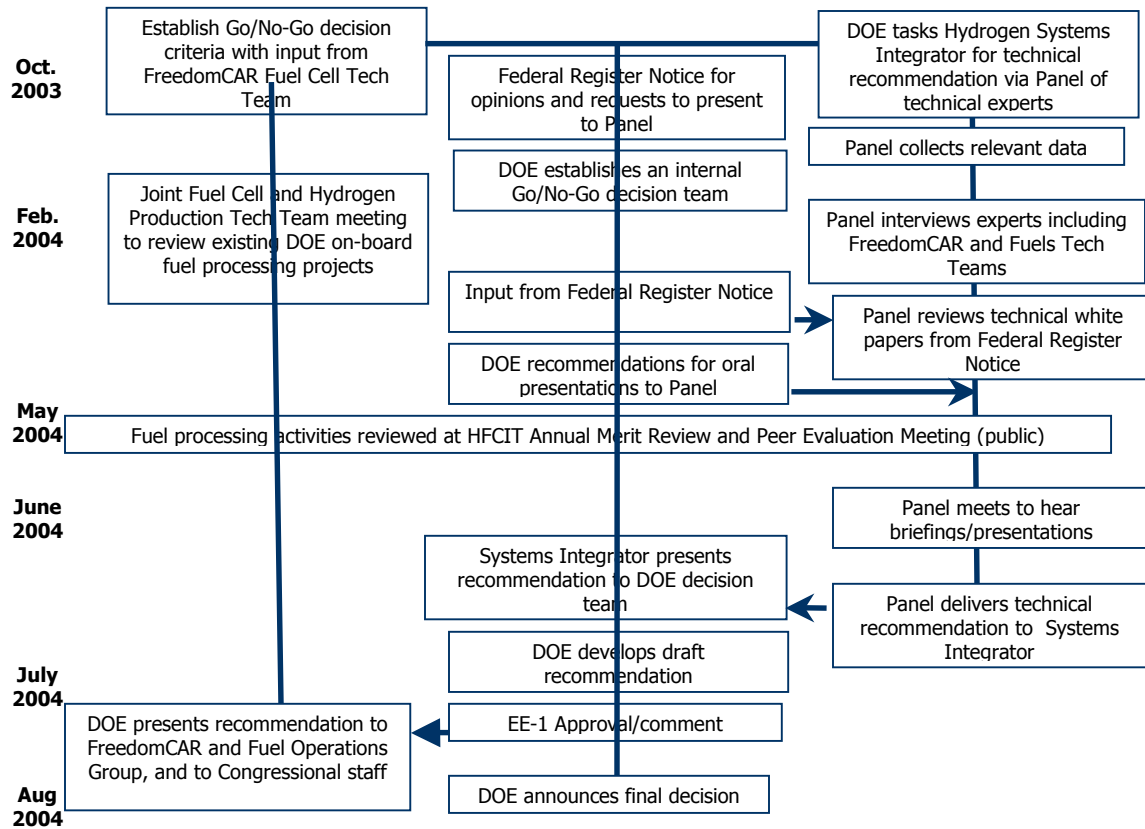 Oct.
2003
Establish Go/No-Go decision
criteria with input from
FreedomCAR Fuel Cell Tech
Team
Federal Register Notice for
opinions and requests to present
to Panel
DOE tasks Hydrogen Systems
Integrator for technical
recommendation via Panel of
technical experts
DOE establishes an internal
Go/No-Go decision team
Panel collects relevant data
Feb.
2004
Joint Fuel Cell and Hydrogen
Production Tech Team meeting
to review existing DOE on-board
fuel processing projects
Panel interviews experts including
FreedomCAR and Fuels Tech
Teams
Input from Federal Register Notice
Panel reviews technical white
papers from Federal Register
Notice
DOE recommendations for oral
presentations to Panel
May
2004
Fuel processing activities reviewed at HFCIT Annual Merit Review and Peer Evaluation Meeting (public)
June
2004
Panel meets to hear
briefings/presentations
Systems Integrator presents
recommendation to DOE decision
team
Panel delivers technical
recommendation to Systems
Integrator
DOE develops draft
recommendation
July
2004
DOE presents recommendation to
FreedomCAR and Fuel Operations
Group, and to Congressional staff
EE-1 Approval/comment
Aug
2004
DOE announces final decision